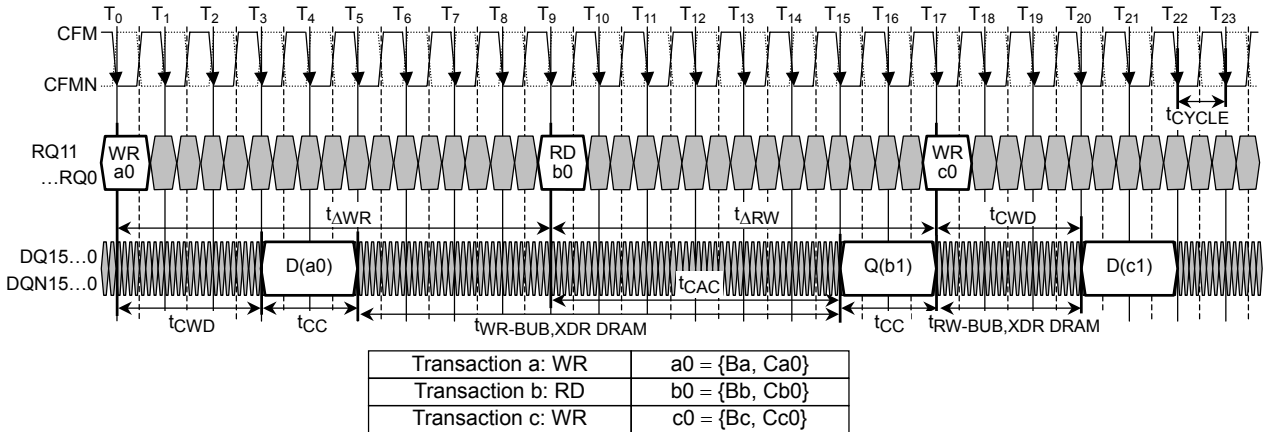 T0 T1 T2 T3 T4 T5 T6 T7 T8 T9 T10 T11 T12 T13 T14 T15 T16 T17 T18 T19 T20 T21 T22 T23
CFM
CFMN
tCYCLE
RQ11
...RQ0
WR
a0
RD
b0
WR
c0
tΔWR
tΔRW
tCWD
DQ15...0
DQN15...0
D(a0)
Q(b1)
D(c1)
tCAC
tCWD
tCC
tWR-BUB,XDR DRAM
tCC
tRW-BUB,XDR DRAM
Transaction a: WR a0 = {Ba, Ca0}
Transaction b: RD b0 = {Bb, Cb0}
Transaction c: WR c0 = {Bc, Cc0}